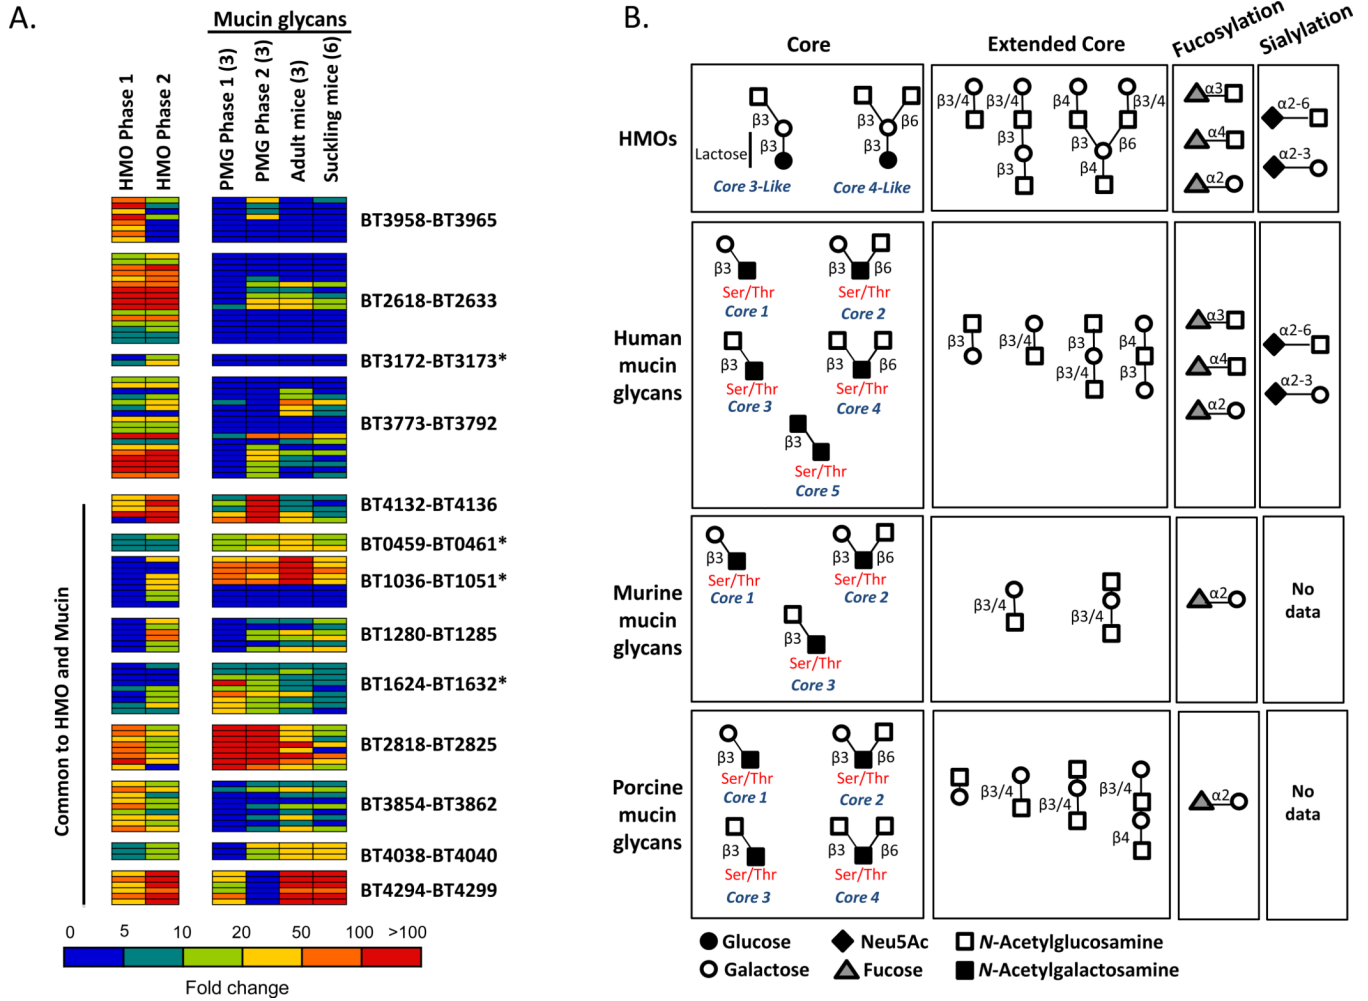 A.
Mucin glycans
HMO Phase 1
HMO Phase 2
PMG Phase 1 (3)
PMG Phase 2 (3)
Adult mice (3)
Suckling mice (6)
BT3958-BT3965
BT2618-BT2633
BT3172-BT3173*
BT3773-BT3792
BT4132-BT4136
BT0459-BT0461*
BT1036-BT1051*
BT1280-BT1285
BT1624-BT1632*
BT2818-BT2825
BT3854-BT3862
BT4038-BT4040
BT4294-BT4299
Common to HMO and Mucin
0 5 10 20 50 100 >100
Fold change
B.
Core
Extended Core
Fucosylation
Sialylation
HMOs
β3
Lactose
β3
Core 3-Like
β3 β6
β3
Core 4-Like
β3/4
β3/4
β3
β3
β4 β3/4
β3 β6
β4
α3
α4
α2
α2-6
α2-3
Human
mucin
glycans
β3
Ser/Thr
Core 1
β3 β6
Ser/Thr
Core 2
β3
Ser/Thr
Core 3
β3 β6
Ser/Thr
Core 4
β3
Ser/Thr
Core 5
β3
β3/4
β3
β3/4
β4
β3
α3
α4
α2
α2-6
α2-3
Murine
mucin
glycans
β3
Ser/Thr
Core 1
β3 β6
Ser/Thr
Core 2
β3
Ser/Thr
Core 3
β3/4
β3/4
α2
No
data
Porcine
mucin
glycans
β3
Ser/Thr
Core 1
β3 β6
Ser/Thr
Core 2
β3
Ser/Thr
Core 3
β3 β6
Ser/Thr
Core 4
β3/4
β3/4
β3/4
β4
α2
No
data
Glucose
Neu5Ac
N-Acetylglucosamine
Galactose
Fucose
N-Acetylgalactosamine